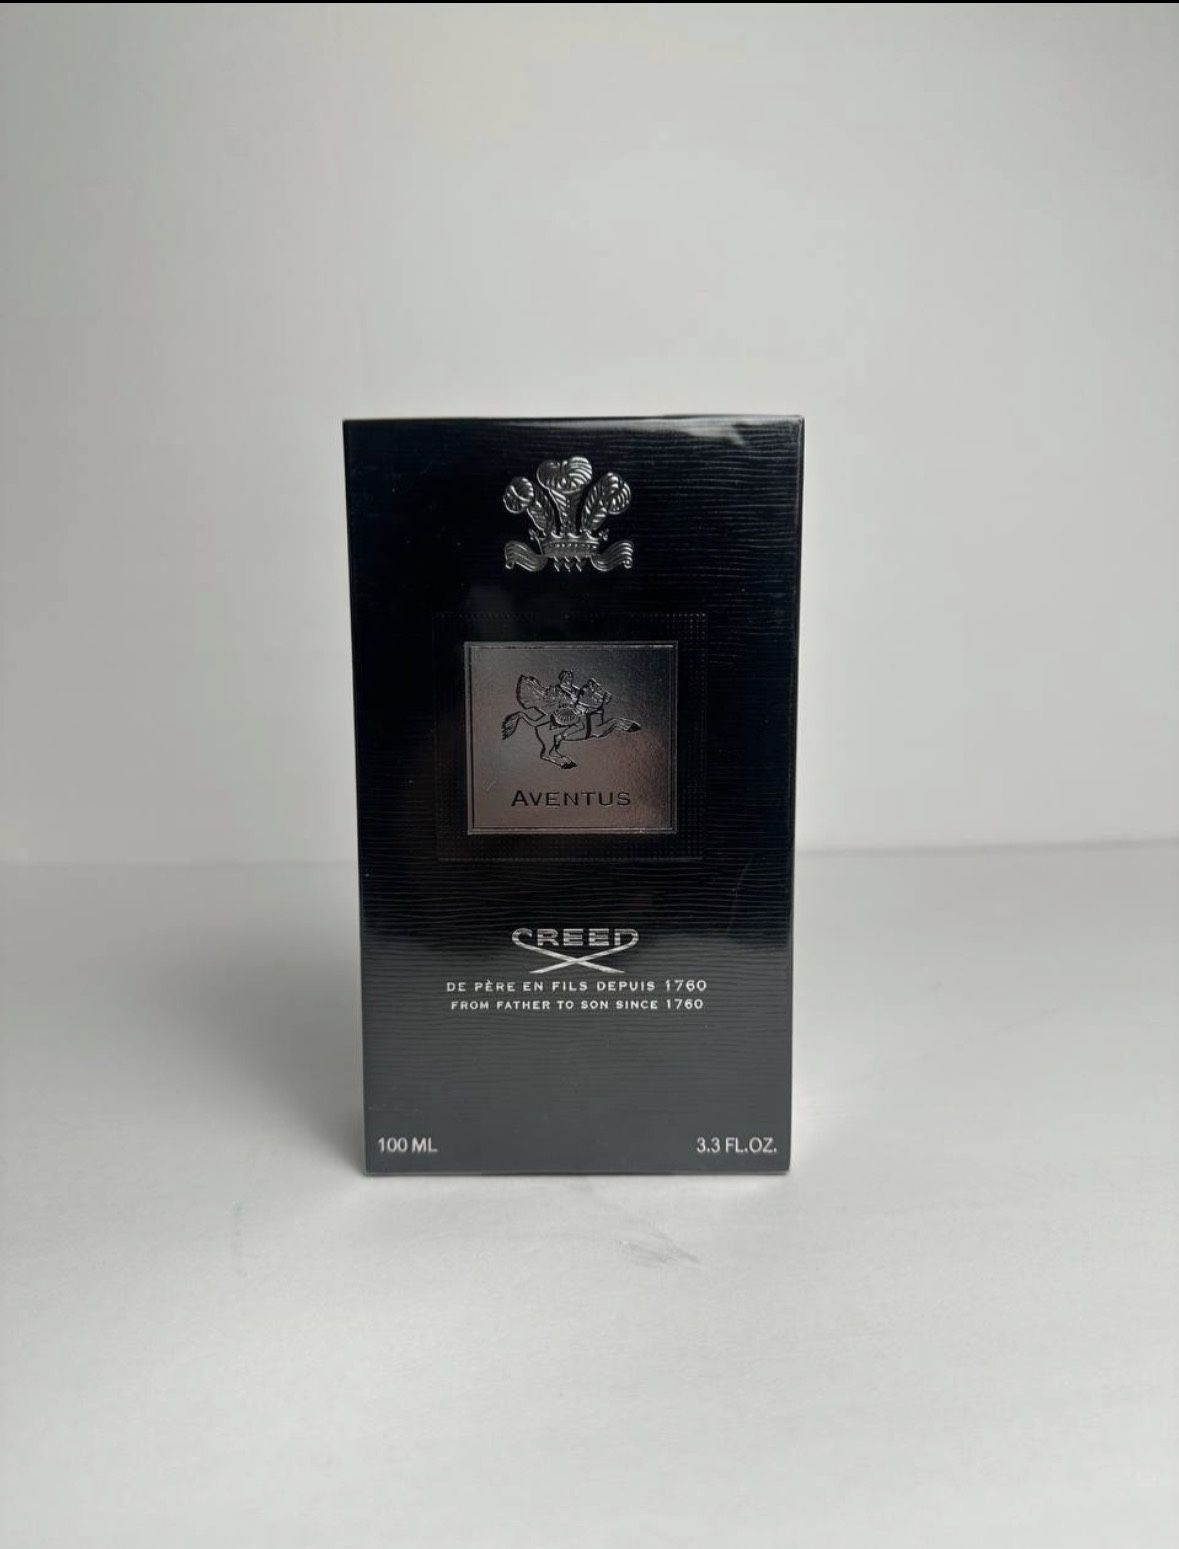 AVENTUS
CREED
DE PÈRE EN FILS DEPUIS 1760
FROM FATHER TO SON SINCE 1760
100 ML
3.3 FL.OZ.